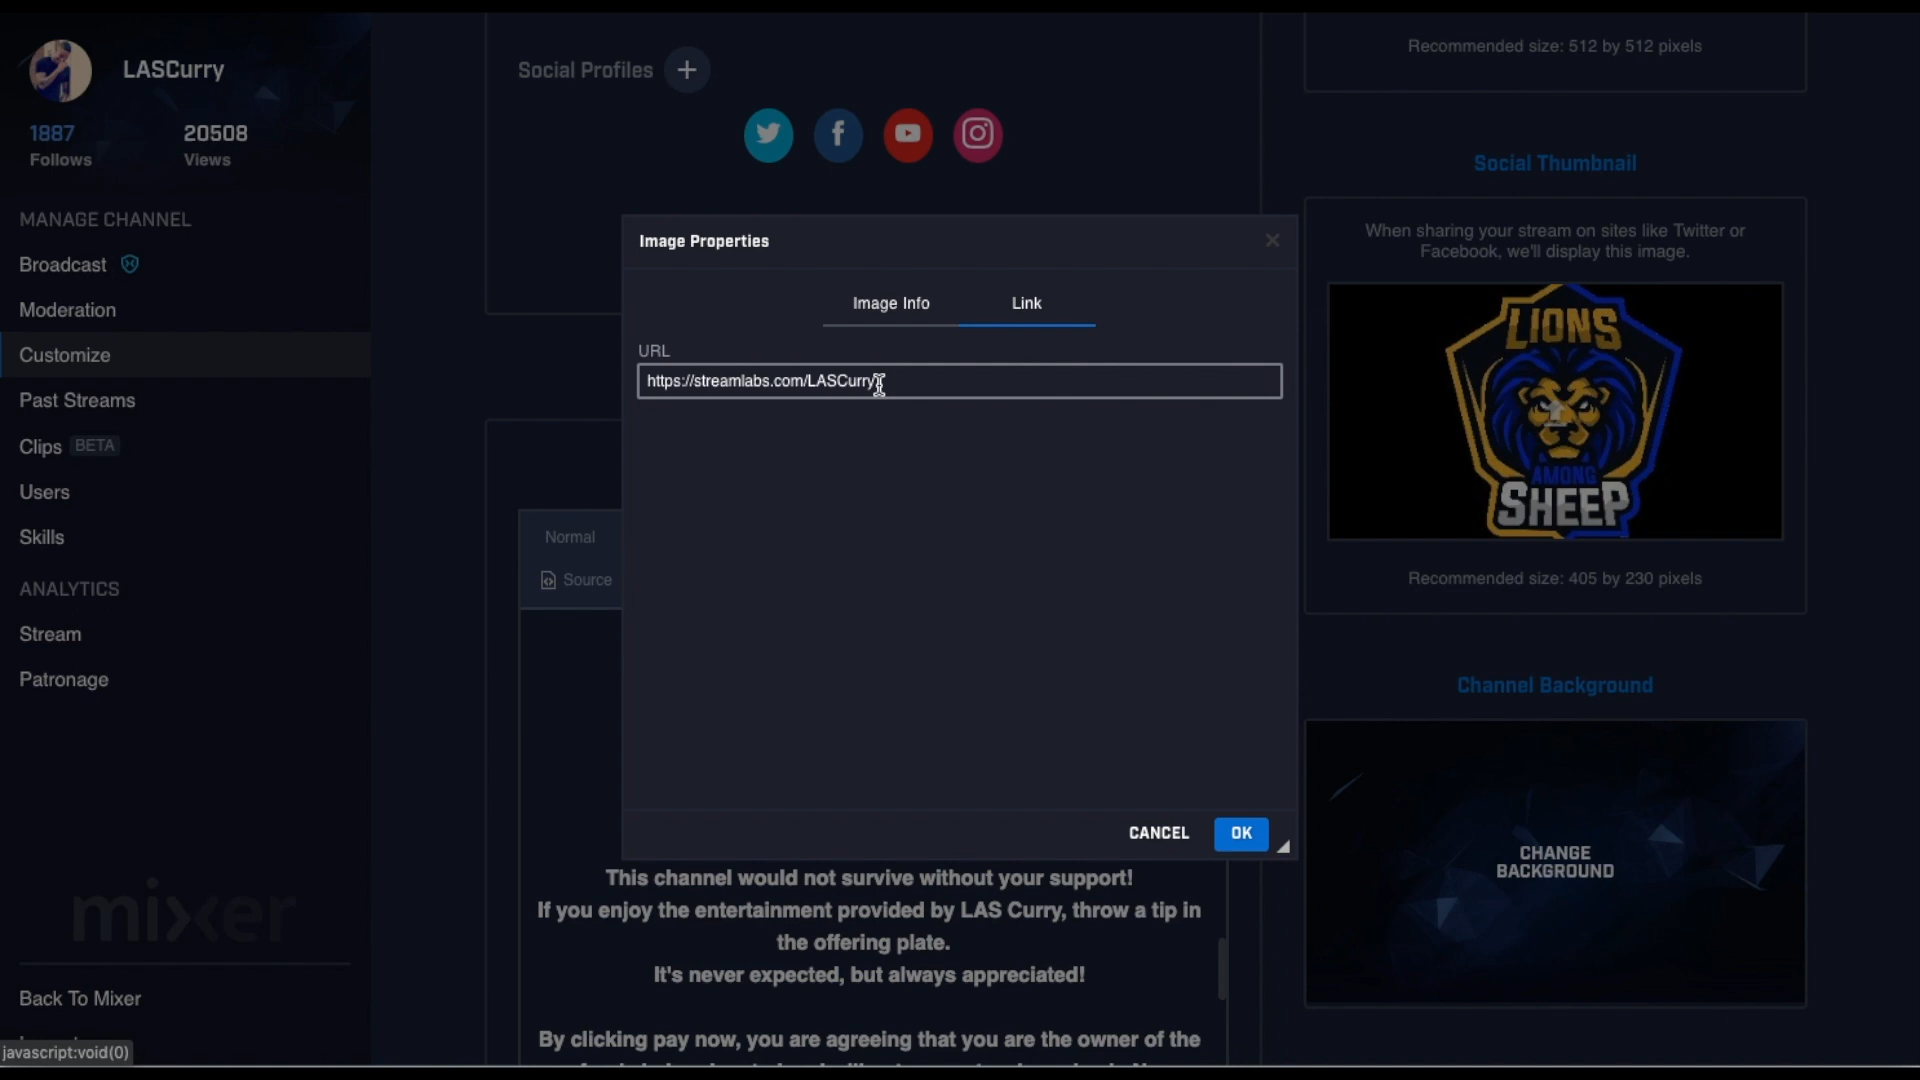 LASCurry
1887
Follows
20508
Views
MANAGE CHANNEL
Broadcast
Moderation
Customize
Past Streams
Clips BETA
Users
Skills
ANALYTICS
Stream
Patronage
mixer
Back To Mixer
javascript:void(0)
Social Profiles +
Image Properties
Image Info
Link
URL
https://streamlabs.com/LASCurry
CANCEL
OK
Normal
Source
This channel would not survive without your support!
If you enjoy the entertainment provided by LAS Curry, throw a tip in
the offering plate.
It's never expected, but always appreciated!
By clicking pay now, you are agreeing that you are the owner of the
Recommended size: 512 by 512 pixels
Social Thumbnail
When sharing your stream on sites like Twitter or
Facebook, we'll display this image.
LIONS
AMONG
SHEEP
Recommended size: 405 by 230 pixels
Channel Background
CHANGE
BACKGROUND